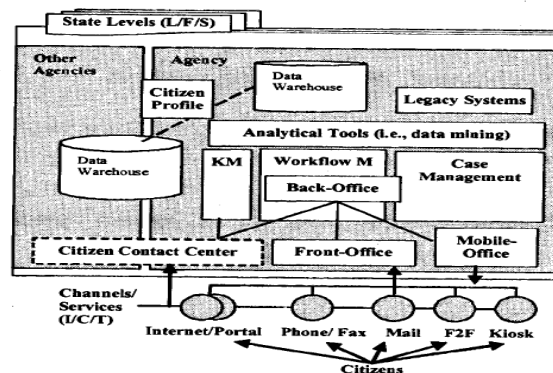 State Levels (L/F/S)
Other
Agencies
Agency
Citizen
Profile
Data
Warehouse
Legacy Systems
Analytical Tools (i.e., data mining)
Data
Warehouse
KM
Workflow M
Case
Management
Back-Office
Citizen Contact Center
Front-Office
Mobile-
Office
Channels/
Services
(I/C/T)
Internet/Portal
Phone/ Fax
Mail
F2F
Kiosk
Citizens